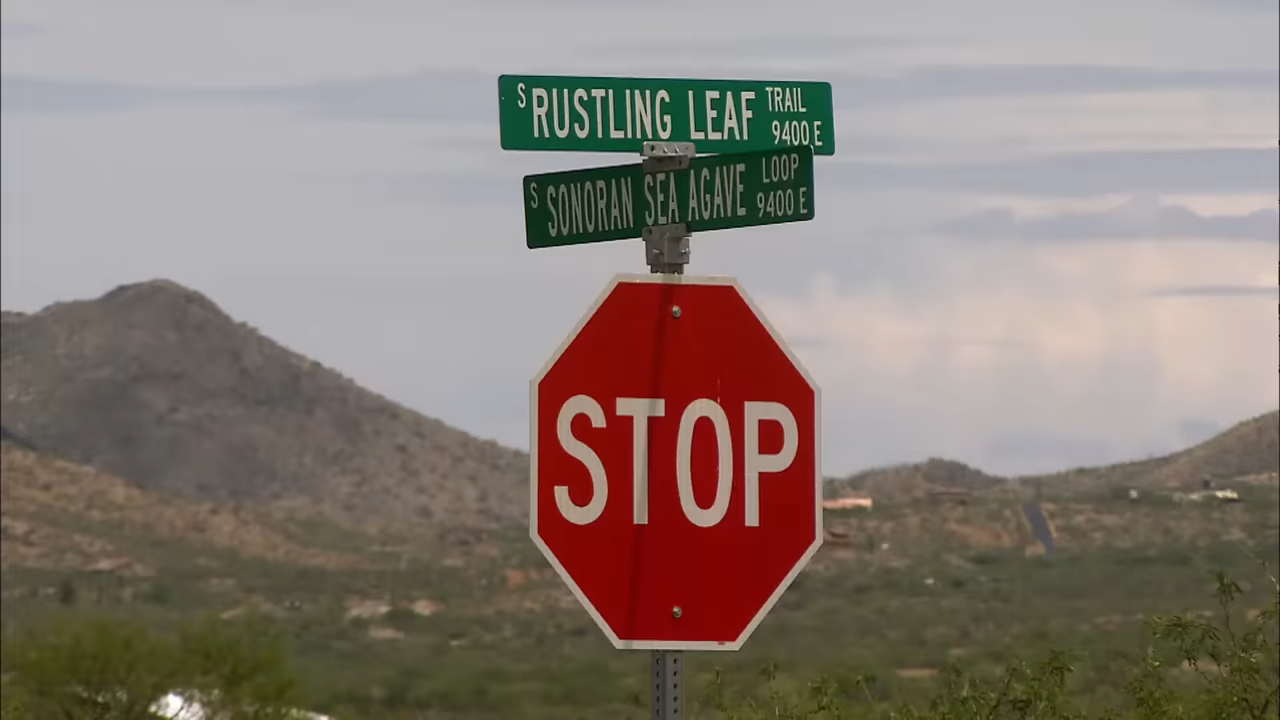 S RUSTLING LEAF TRAIL 9400 E
S SONORAN SEA AGAVE LOOP 9400 E
STOP